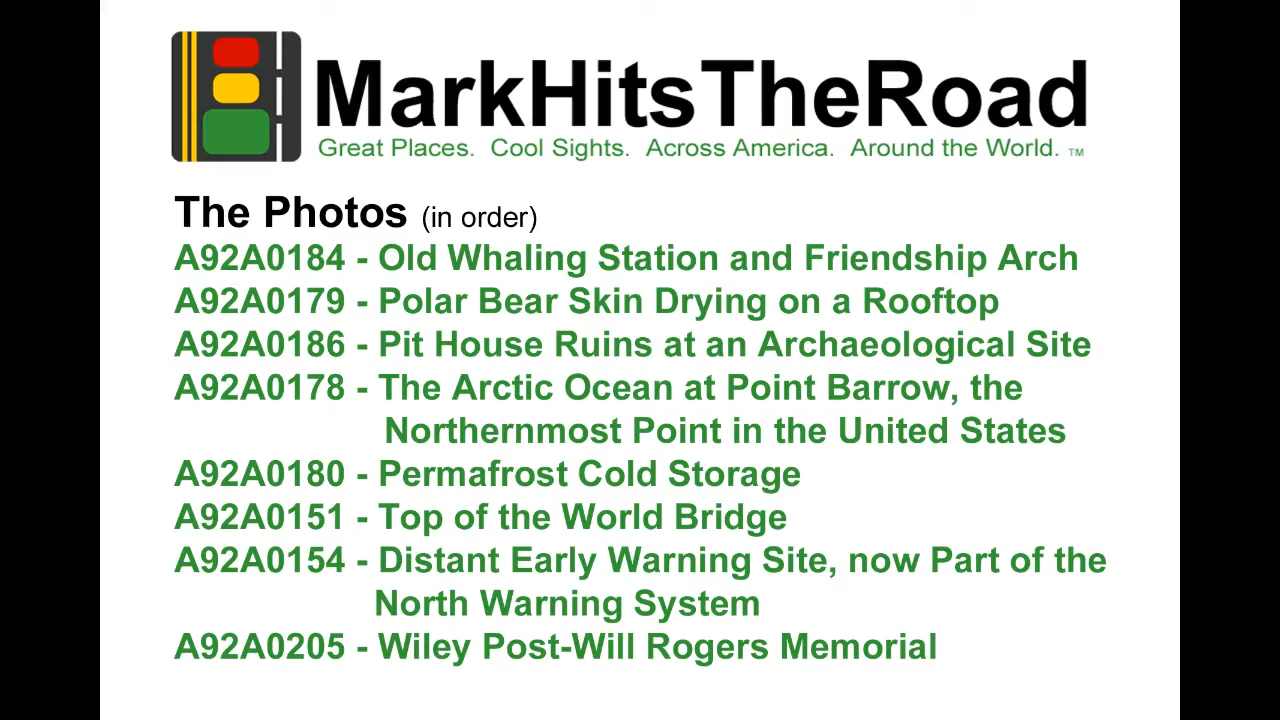 MarkHitsTheRoad
Great Places. Cool Sights. Across America. Around the World. ™
The Photos (in order)
A92A0184 - Old Whaling Station and Friendship Arch
A92A0179 - Polar Bear Skin Drying on a Rooftop
A92A0186 - Pit House Ruins at an Archaeological Site
A92A0178 - The Arctic Ocean at Point Barrow, the
Northernmost Point in the United States
A92A0180 - Permafrost Cold Storage
A92A0151 - Top of the World Bridge
A92A0154 - Distant Early Warning Site, now Part of the
North Warning System
A92A0205 - Wiley Post-Will Rogers Memorial